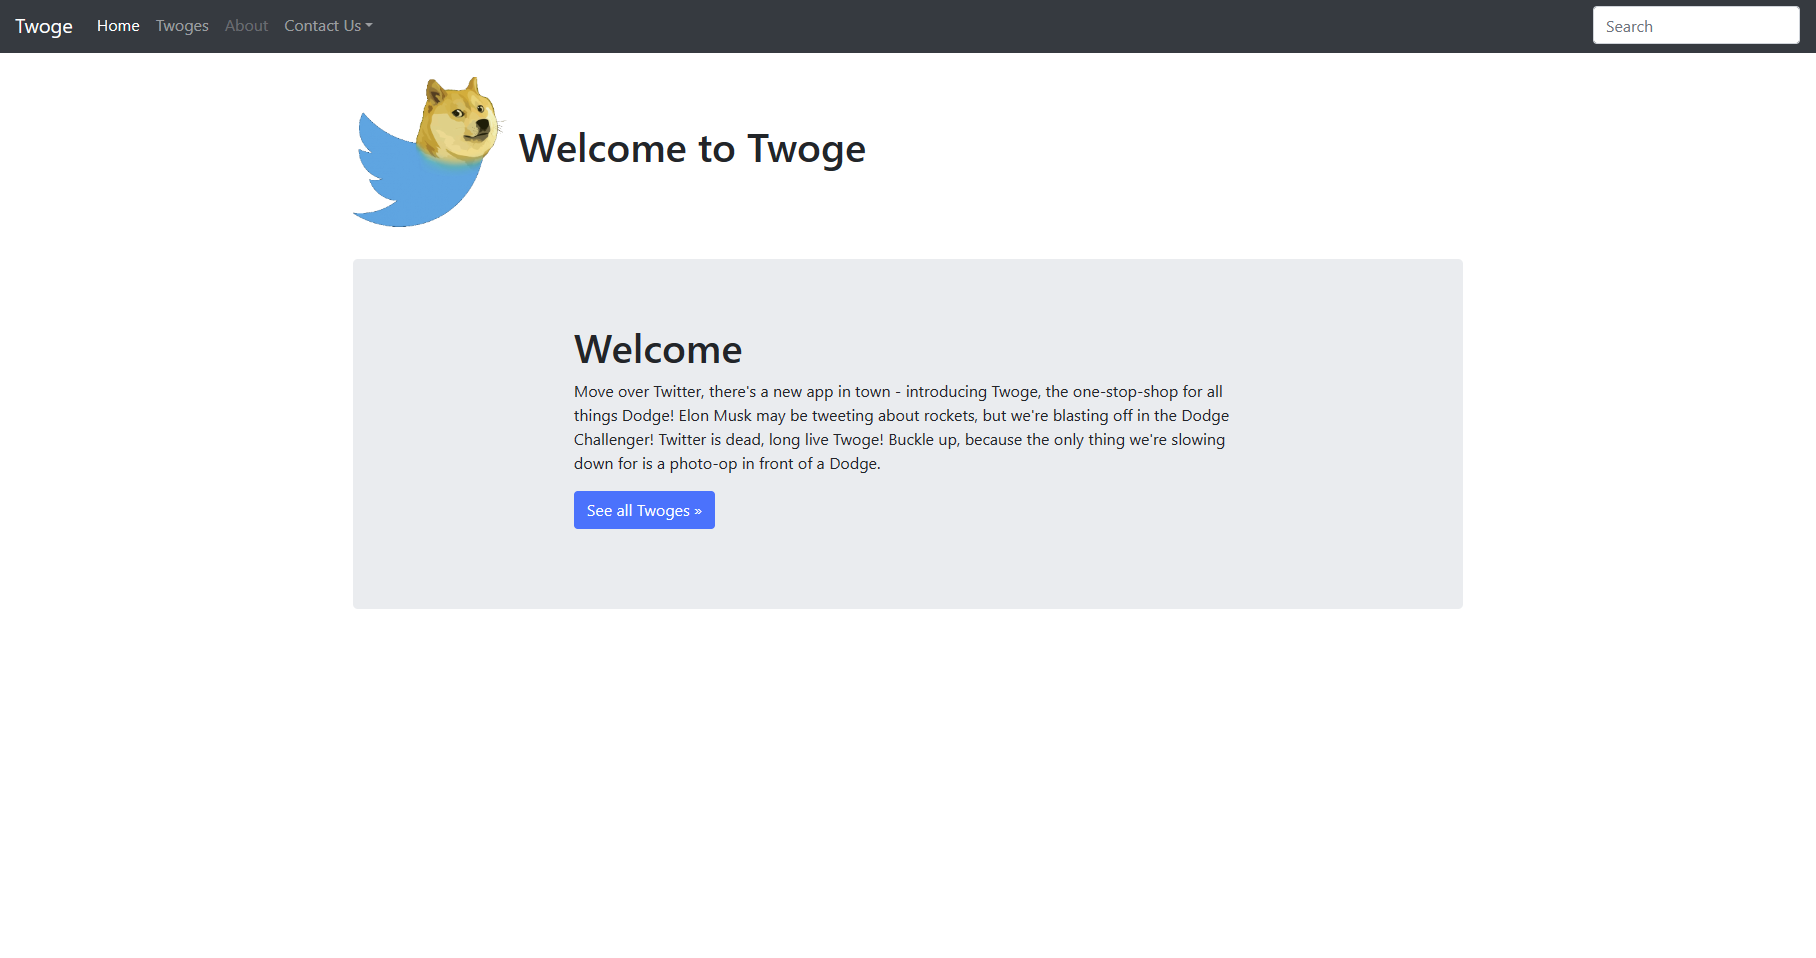 Twoge Home Twoges About Contact Us Search
Welcome to Twoge
Welcome
Move over Twitter, there's a new app in town - introducing Twoge, the one-stop-shop for all
things Dodge! Elon Musk may be tweeting about rockets, but we're blasting off in the Dodge
Challenger! Twitter is dead, long live Twoge! Buckle up, because the only thing we're slowing
down for is a photo-op in front of a Dodge.
See all Twoges »